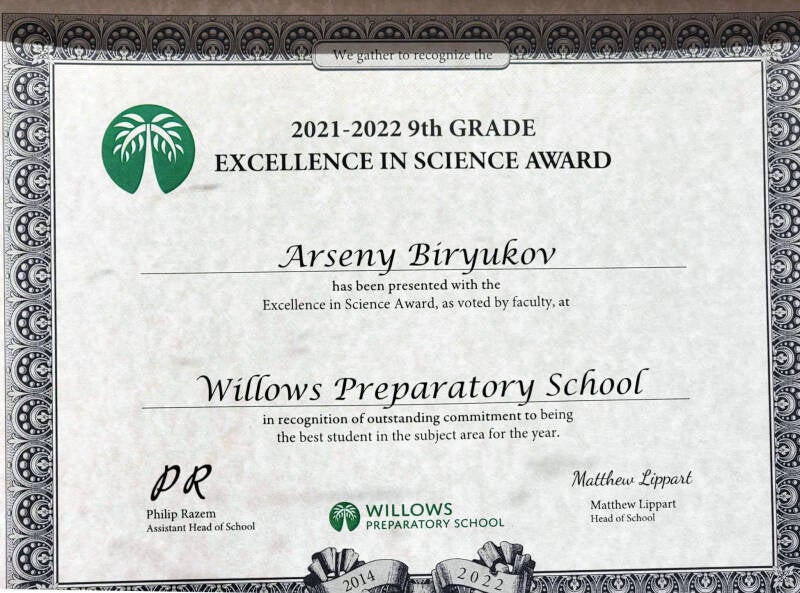 We gather to recognize the
2021-2022 9th GRADE
EXCELLENCE IN SCIENCE AWARD
Arseny Biryukov
has been presented with the
Excellence in Science Award, as voted by faculty, at
Willows Preparatory School
in recognition of outstanding commitment to being
the best student in the subject area for the year.
PR
Philip Razem
Assistant Head of School
WILLOWS
PREPARATORY SCHOOL
Matthew Lippart
Matthew Lippart
Head of School
2014
2022